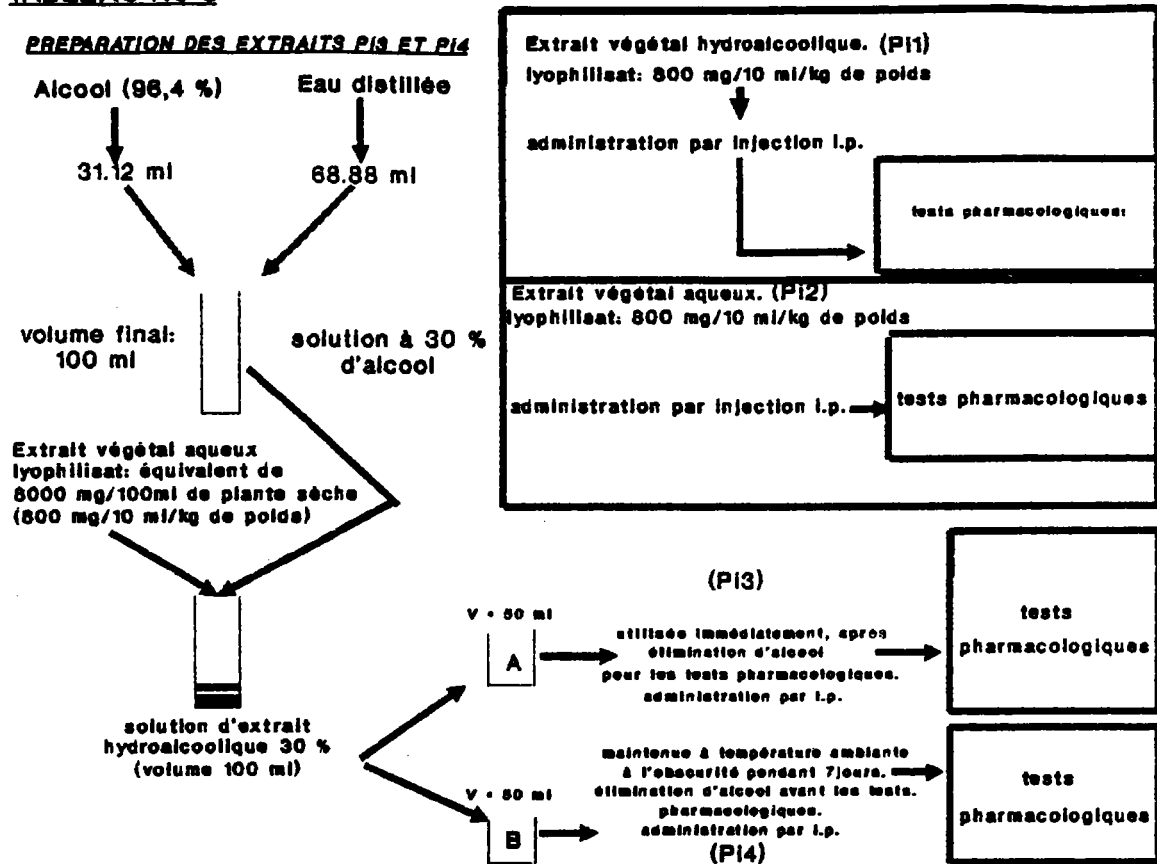 PREPARATION DES EXTRAITS Pi3 ET Pi4
Alcool (96,4 %)
Eau distillée
31.12 ml
68.88 ml
volume final:
100 ml
solution à 30 %
d'alcool
Extrait végétal aqueux
lyophilisat: équivalent de
8000 mg/100ml de plante sèche
(800 mg/10 ml/kg de poids)
solution d'extrait
hydroalcoolique 30 %
(volume 100 ml)
Extrait végétal hydroalcoolique. (Pi1)
lyophilisat: 800 mg/10 ml/kg de poids
administration par injection i.p.
tests pharmacologiques:
Extrait végétal aqueux. (Pi2)
lyophilisat: 800 mg/10 ml/kg de poids
administration par injection i.p.
tests pharmacologiques
(Pi3)
V = 50 ml
A
utilisée immédiatement, après
élimination d'alcool
pour les tests pharmacologiques.
administration par i.p.
tests
pharmacologiques
V = 50 ml
B
maintenue à température ambiante
à l'obscurité pendant 7jours.
élimination d'alcool avant les tests.
pharmacologiques.
administration par i.p.
(Pi4)
tests
pharmacologiques